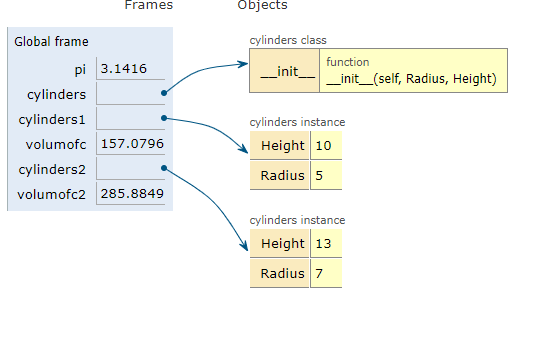 Frames Objects
Global frame
pi 3.1416
cylinders
cylinders1
volumofc 157.0796
cylinders2
volumofc2 285.8849
cylinders class
__init__ function
__init__(self, Radius, Height)
cylinders instance
Height 10
Radius 5
cylinders instance
Height 13
Radius 7